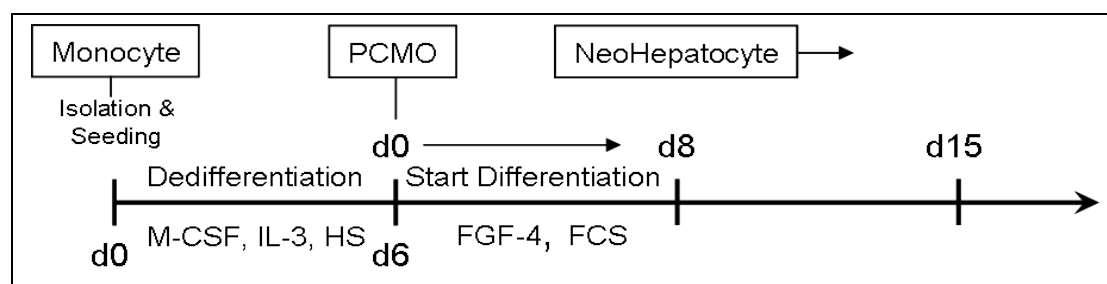 Monocyte
PCMO
NeoHepatocyte
Isolation &
Seeding
d0
d8
d15
Dedifferentiation
Start Differentiation
d0
M-CSF, IL-3, HS
d6
FGF-4, FCS